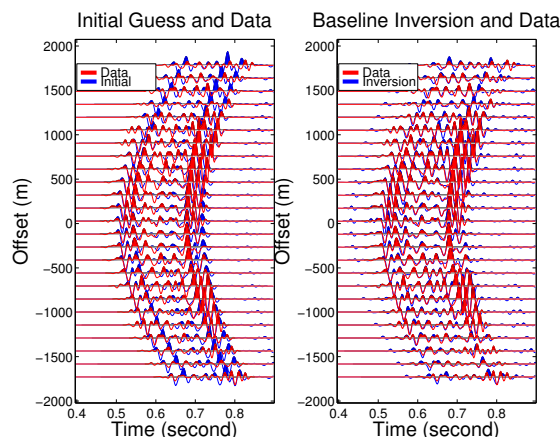 Initial Guess and Data
Baseline Inversion and Data
2000
1500
1000
500
0
−500
−1000
−1500
−2000
Offset (m)
Data
Initial
0.4 0.5 0.6 0.7 0.8
Time (second)
2000
1500
1000
500
0
−500
−1000
−1500
−2000
Offset (m)
Data
Inversion
0.4 0.5 0.6 0.7 0.8
Time (second)